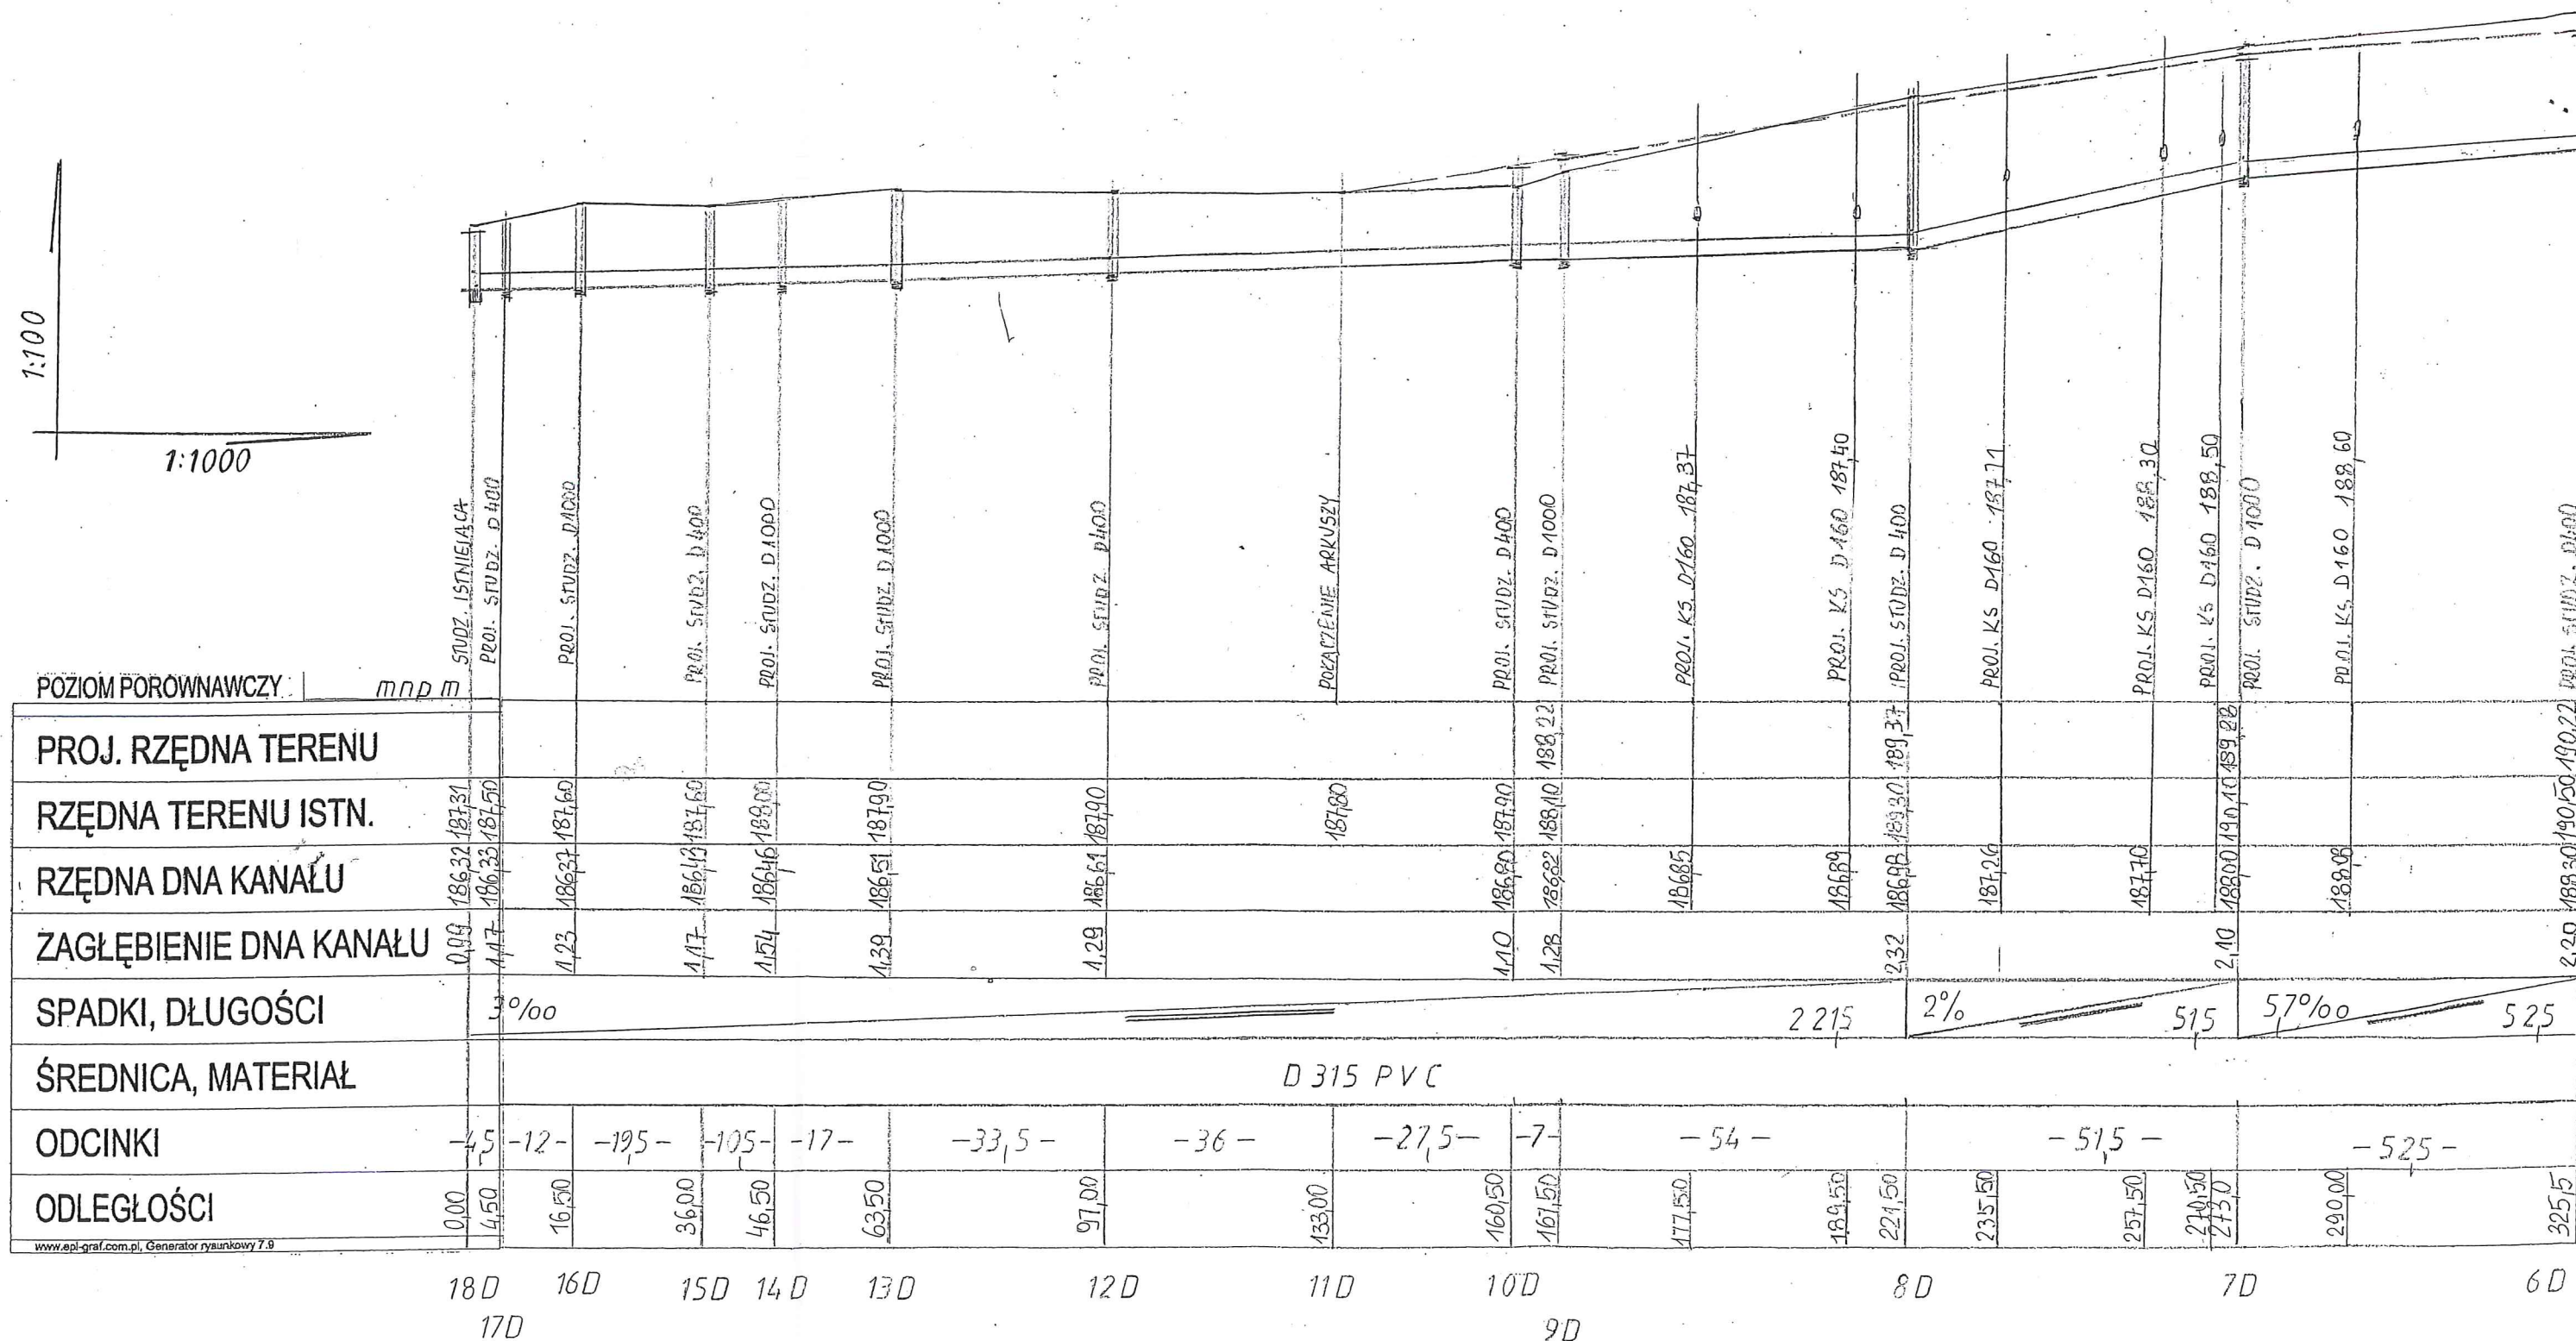 1:100
1:1000
STUDZ. ISTNIEJĄCA
PROJ. STUDZ. D400
PROJ. STUDZ. D1000
PROJ. STUDZ. D400
PROJ. STUDZ. D1000
PROJ. STUDZ. D1000
PROJ. STUDZ. D400
POŁĄCZENIE ARKUSZY
PROJ. STUDZ. D400
PROJ. STUDZ. D1000
PROJ. KS. D160 187,37
PROJ. KS D160 187,40
PROJ. STUDZ. D400
PROJ. KS D160 187,71
PROJ. KS D160 188,30
PROJ. KS D160 188,50
PROJ. STUDZ. D1000
PROJ. KS. D160 188,60
PROJ. STUDZ. D400
POZIOM PORÓWNAWCZY : mnpm
PROJ. RZĘDNA TERENU 188,22 189,37 189,28 190,22
RZĘDNA TERENU ISTN. 187,31 187,50 187,60 187,60 188,00 187,90 187,90 187,80 187,90 188,10 189,30 190,10 190,50
RZĘDNA DNA KANAŁU 186,32 186,33 186,37 186,43 186,46 186,51 186,61 186,80 186,82 186,85 186,89 186,98 187,26 187,70 188,00 188,08 188,30
ZAGŁĘBIENIE DNA KANAŁU 0,99 1,17 1,23 1,17 1,54 1,39 1,29 1,10 1,28 2,32 2,10 2,20
SPADKI, DŁUGOŚCI 3‰ 221,5 2% 51,5 5,7‰ 52,5
ŚREDNICA, MATERIAŁ D 315 PVC
ODCINKI -4,5 -12- -19,5- -10,5- -17- -33,5- -36- -27,5- -7- -54- -51,5- -52,5-
ODLEGŁOŚCI 0,00 4,50 16,50 36,00 46,50 63,50 97,00 133,00 160,50 167,50 177,50 189,50 221,50 235,50 257,50 270,50 273,0 290,00 325,5
www.epl-graf.com.pl, Generator rysunkowy 7.9
18D 16D 15D 14D 13D 12D 11D 10D 8D 7D 6D
17D 9D